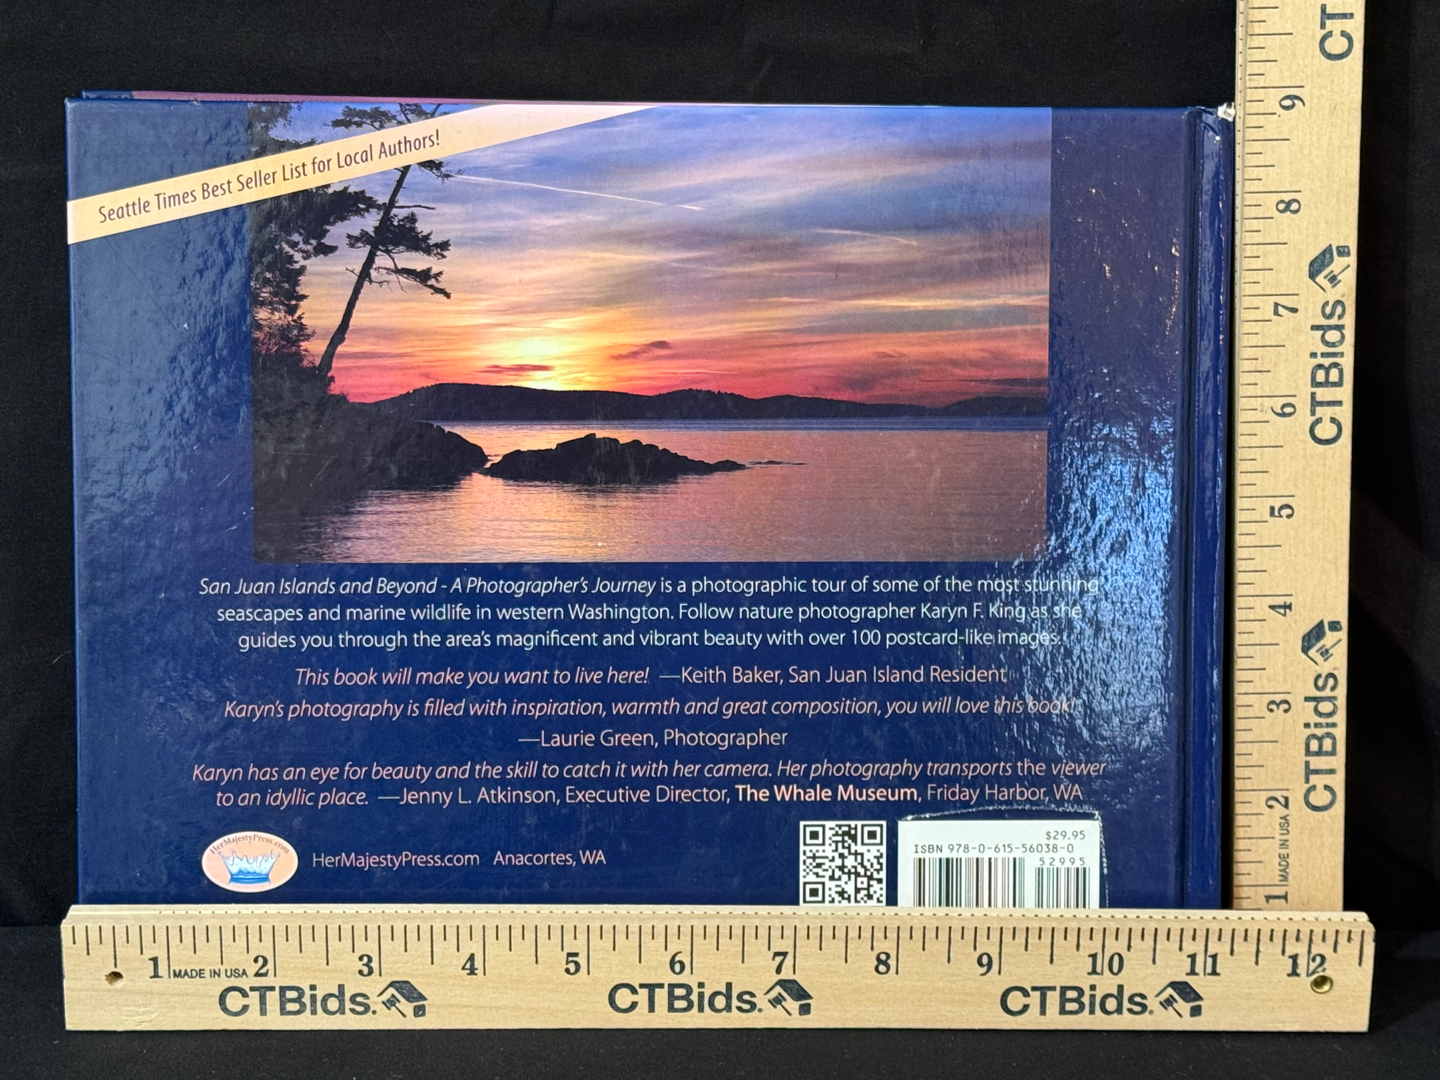 Seattle Times Best Seller List for Local Authors!
San Juan Islands and Beyond - A Photographer's Journey is a photographic tour of some of the most stunning
seascapes and marine wildlife in western Washington. Follow nature photographer Karyn F. King as she
guides you through the area's magnificent and vibrant beauty with over 100 postcard-like images.
This book will make you want to live here! —Keith Baker, San Juan Island Resident
Karyn's photography is filled with inspiration, warmth and great composition, you will love this book!
—Laurie Green, Photographer
Karyn has an eye for beauty and the skill to catch it with her camera. Her photography transports the viewer
to an idyllic place. —Jenny L. Atkinson, Executive Director, The Whale Museum, Friday Harbor, WA
HerMajestyPress.com
HerMajestyPress.com Anacortes, WA
$29.95
ISBN 978-0-615-56038-0
52995
1 MADE IN USA 2 3 4 5 6 7 8 9 10 11 12
CTBids. CTBids. CTBids.
1 MADE IN USA 2 3 4 5 6 7 8 9
CTBids. CTBids. CT